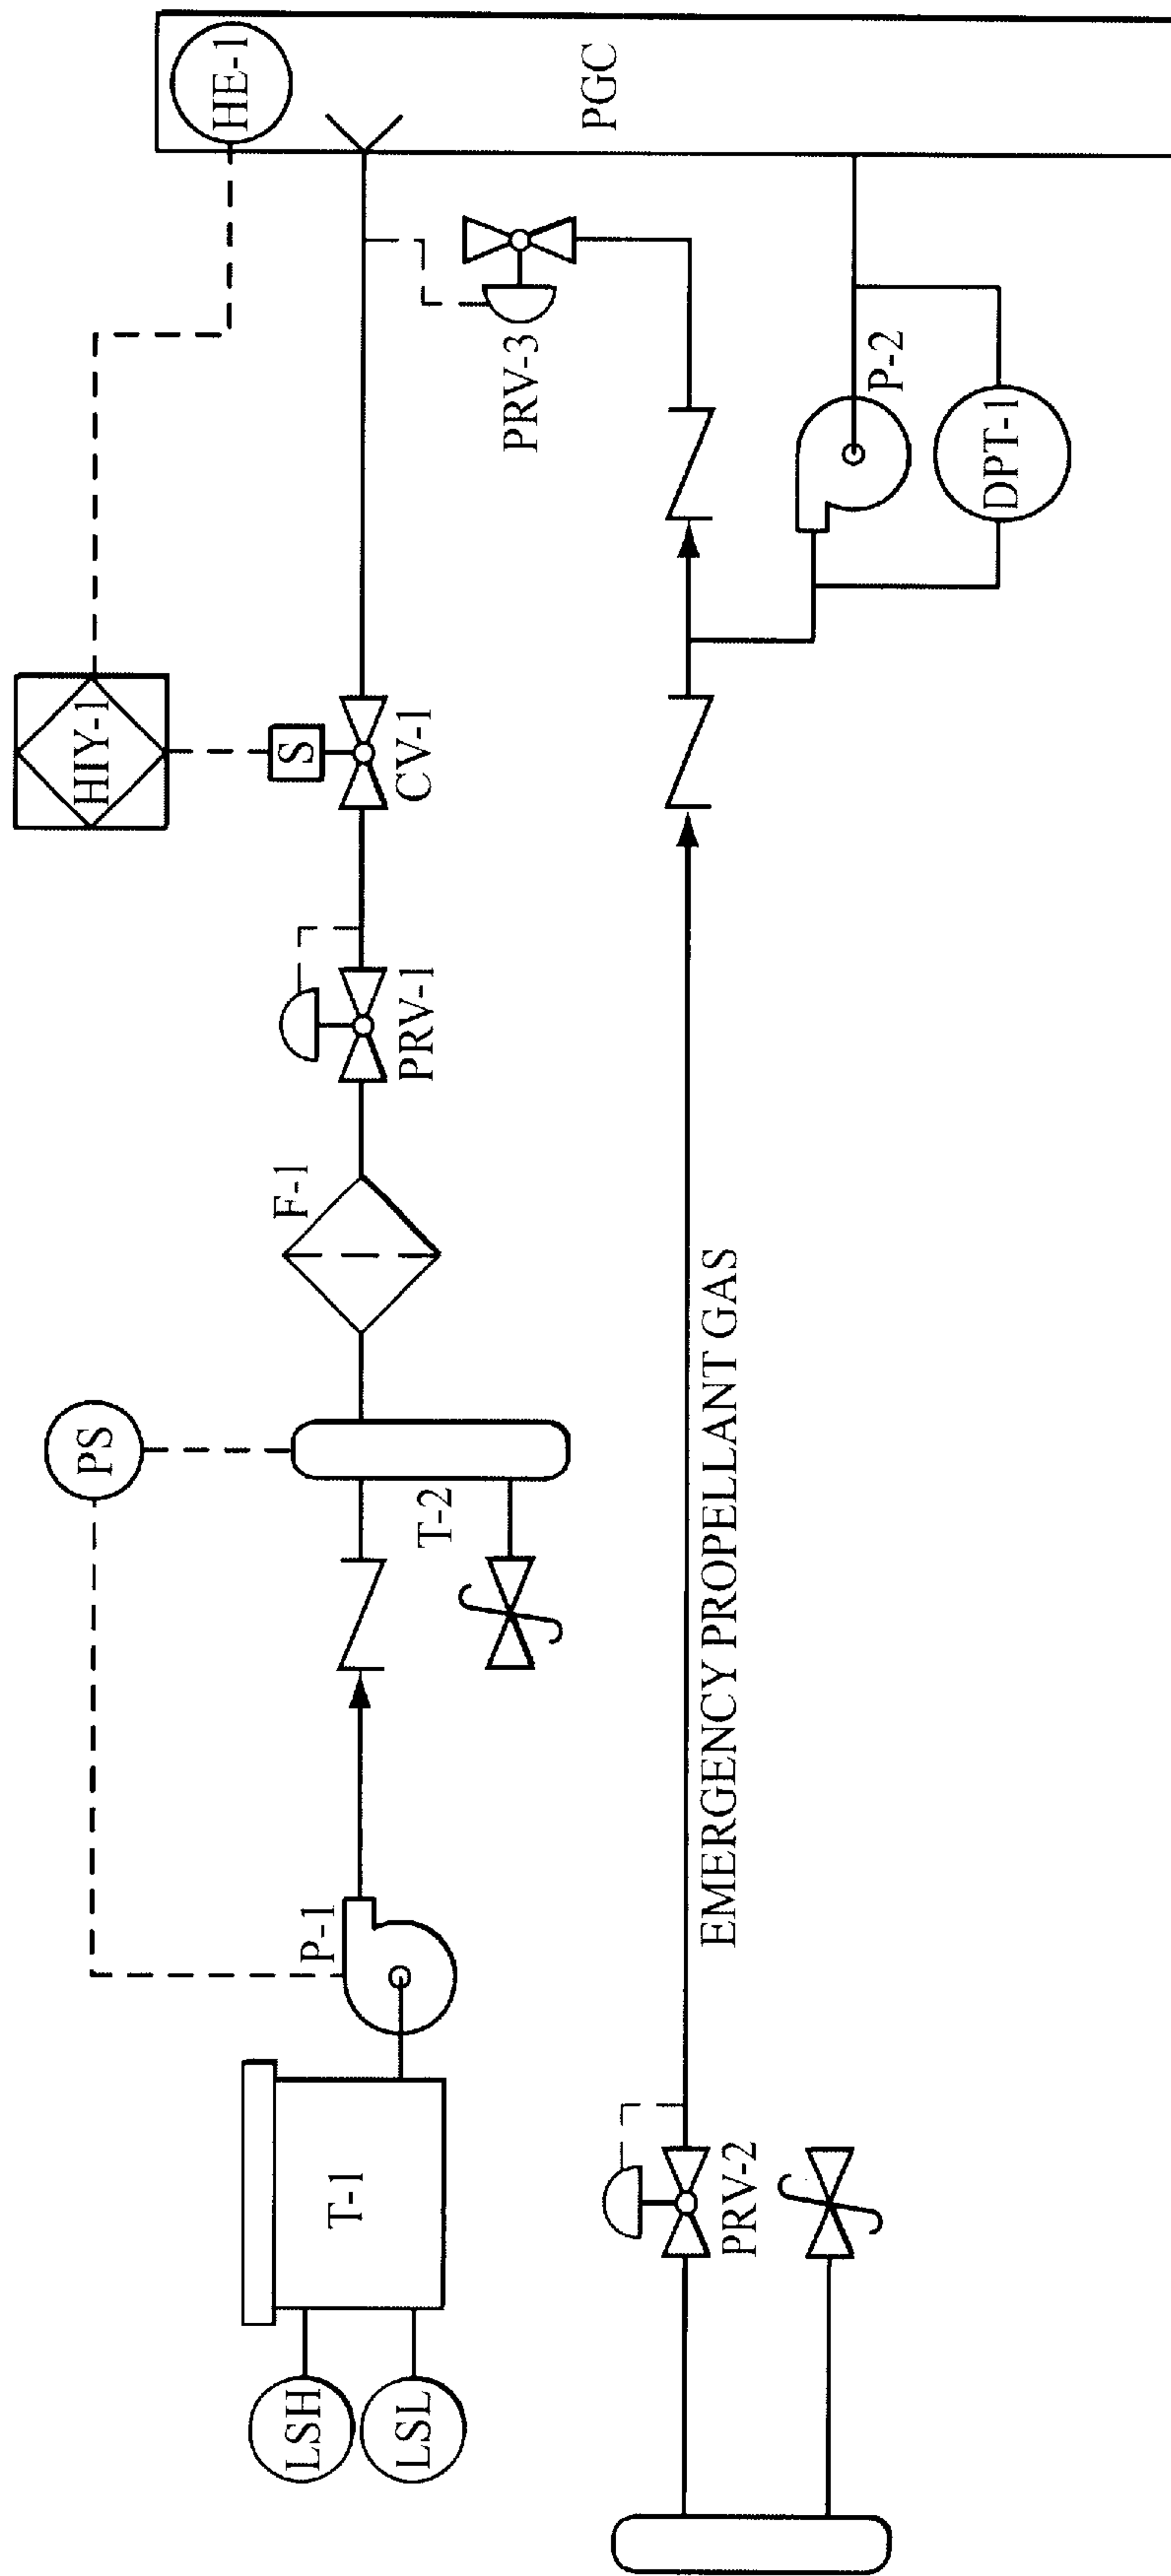 LSH
LSL
T-1
P-1
PS
T-2
F-1
PRV-1
HIY-1
S
CV-1
HE-1
PGC
PRV-3
P-2
DPT-1
PRV-2
EMERGENCY PROPELLANT GAS